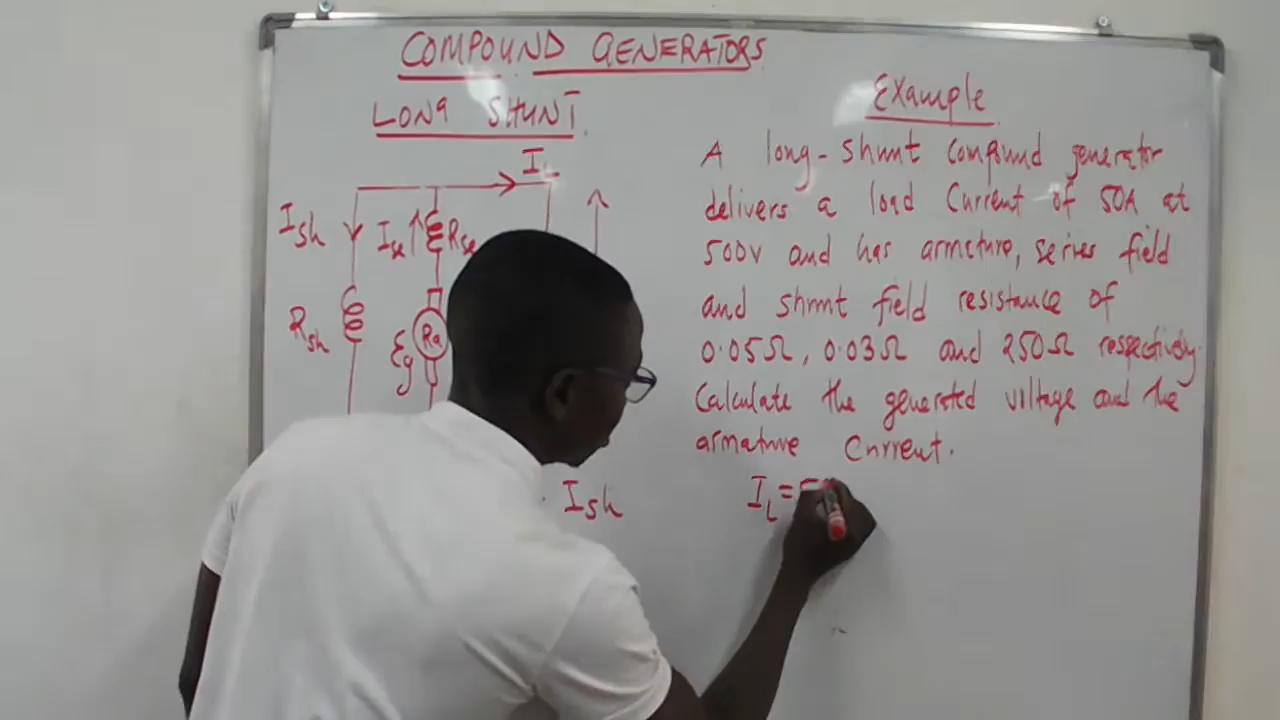 COMPOUND GENERATORS
LONG SHUNT
IL
Ish
Ise
Rse
Rsh
Eg
Ra
Ish
Example
A long-shunt compound generator
delivers a load current of 50A at
500V and has armature, series field
and shunt field resistance of
0.05Ω, 0.03Ω and 250Ω respectively.
Calculate the generated voltage and the
armature current.
IL=